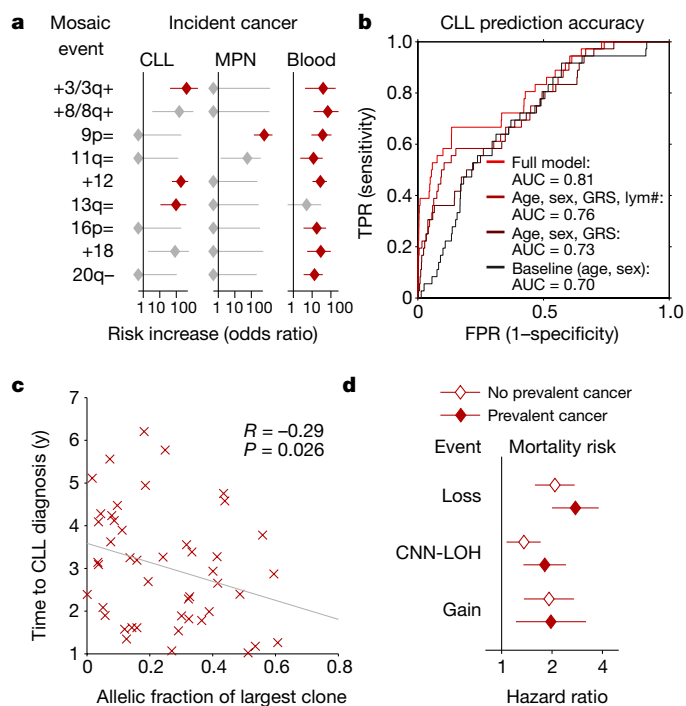 a
Mosaic event
Incident cancer
CLL
MPN
Blood
+3/3q+
+8/8q+
9p=
11q=
+12
13q=
16p=
+18
20q−
1 10 100
1 10 100
1 10 100
Risk increase (odds ratio)
b
CLL prediction accuracy
TPR (sensitivity)
1.0
0.8
0.6
0.4
0.2
0
0
0.5
1.0
FPR (1–specificity)
Full model:
AUC = 0.81
Age, sex, GRS, lym#:
AUC = 0.76
Age, sex, GRS:
AUC = 0.73
Baseline (age, sex):
AUC = 0.70
c
Time to CLL diagnosis (y)
7
6
5
4
3
2
1
R = −0.29
P = 0.026
0 0.2 0.4 0.6 0.8
Allelic fraction of largest clone
d
No prevalent cancer
Prevalent cancer
Event
Mortality risk
Loss
CNN-LOH
Gain
1 2 4
Hazard ratio